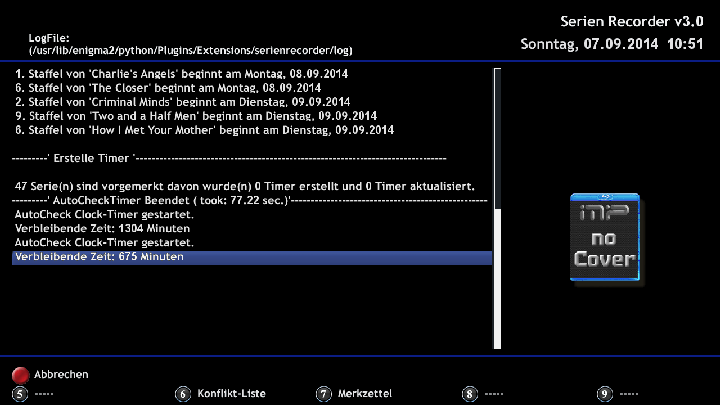 Serien Recorder v3.0
LogFile:
(/usr/lib/enigma2/python/Plugins/Extensions/serienrecorder/log)
Sonntag, 07.09.2014 10:51
1. Staffel von 'Charlie's Angels' beginnt am Montag, 08.09.2014
6. Staffel von 'The Closer' beginnt am Montag, 08.09.2014
2. Staffel von 'Criminal Minds' beginnt am Dienstag, 09.09.2014
9. Staffel von 'Two and a Half Men' beginnt am Dienstag, 09.09.2014
6. Staffel von 'How I Met Your Mother' beginnt am Dienstag, 09.09.2014
---------' Erstelle Timer '-------------------------------------------------------------------------------
47 Serie(n) sind vorgemerkt davon wurde(n) 0 Timer erstellt und 0 Timer aktualisiert.
---------' AutoCheckTimer Beendet ( took: 77.22 sec.)'--------------------------------------------------
AutoCheck Clock-Timer gestartet.
Verbleibende Zeit: 1304 Minuten
AutoCheck Clock-Timer gestartet.
Verbleibende Zeit: 675 Minuten
MP
no
Cover
Abbrechen
5 -----
6 Konflikt-Liste
7 Merkzettel
8 -----
9 -----